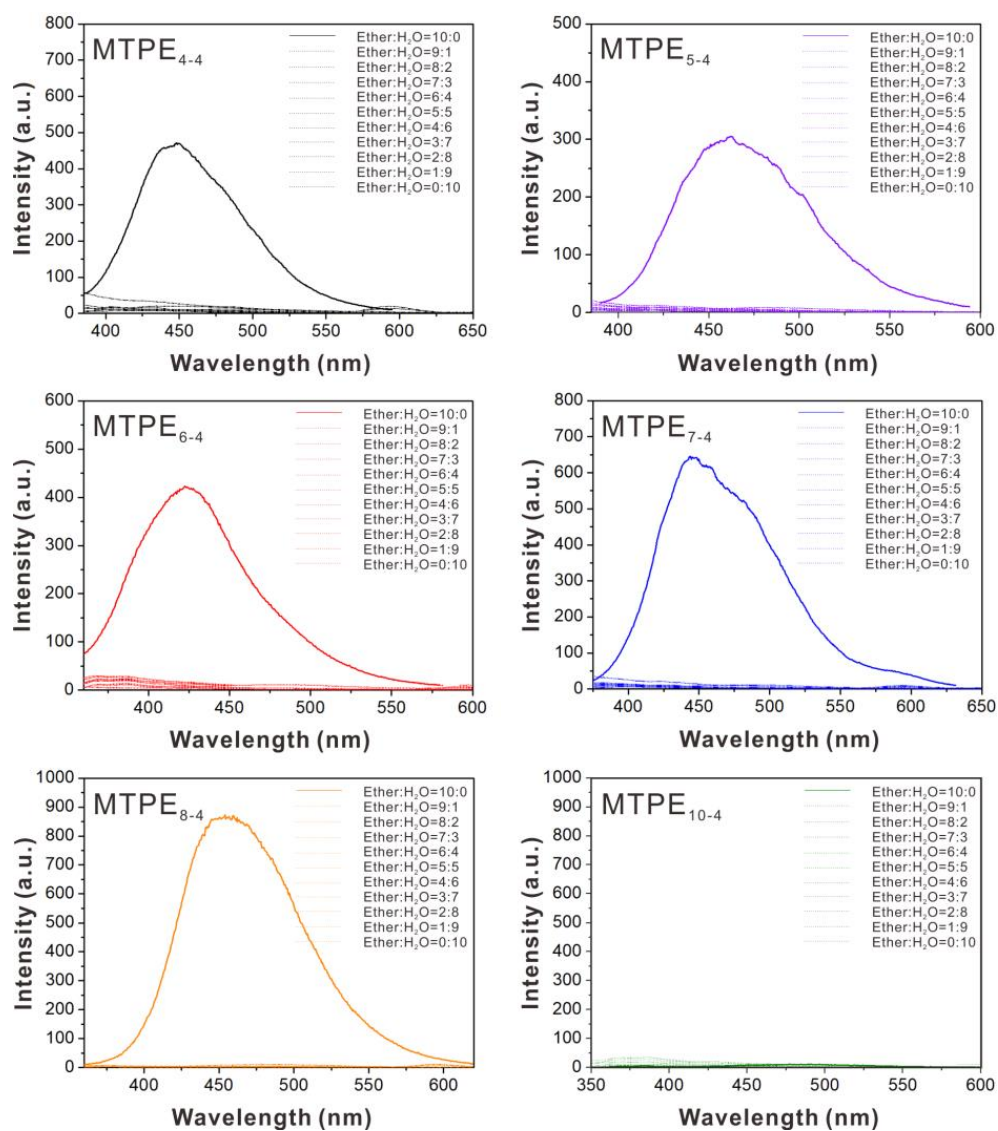 MTPE₄₋₄
Ether:H₂O=10:0
Ether:H₂O=9:1
Ether:H₂O=8:2
Ether:H₂O=7:3
Ether:H₂O=6:4
Ether:H₂O=5:5
Ether:H₂O=4:6
Ether:H₂O=3:7
Ether:H₂O=2:8
Ether:H₂O=1:9
Ether:H₂O=0:10
Intensity (a.u.)
800
700
600
500
400
300
200
100
0
400 450 500 550 600 650
Wavelength (nm)
MTPE₅₋₄
Ether:H₂O=10:0
Ether:H₂O=9:1
Ether:H₂O=8:2
Ether:H₂O=7:3
Ether:H₂O=6:4
Ether:H₂O=5:5
Ether:H₂O=4:6
Ether:H₂O=3:7
Ether:H₂O=2:8
Ether:H₂O=1:9
Ether:H₂O=0:10
Intensity (a.u.)
500
400
300
200
100
0
400 450 500 550 600
Wavelength (nm)
MTPE₆₋₄
Ether:H₂O=10:0
Ether:H₂O=9:1
Ether:H₂O=8:2
Ether:H₂O=7:3
Ether:H₂O=6:4
Ether:H₂O=5:5
Ether:H₂O=4:6
Ether:H₂O=3:7
Ether:H₂O=2:8
Ether:H₂O=1:9
Ether:H₂O=0:10
Intensity (a.u.)
600
500
400
300
200
100
0
400 450 500 550 600
Wavelength (nm)
MTPE₇₋₄
Ether:H₂O=10:0
Ether:H₂O=9:1
Ether:H₂O=8:2
Ether:H₂O=7:3
Ether:H₂O=6:4
Ether:H₂O=5:5
Ether:H₂O=4:6
Ether:H₂O=3:7
Ether:H₂O=2:8
Ether:H₂O=1:9
Ether:H₂O=0:10
Intensity (a.u.)
800
700
600
500
400
300
200
100
0
400 450 500 550 600 650
Wavelength (nm)
MTPE₈₋₄
Ether:H₂O=10:0
Ether:H₂O=9:1
Ether:H₂O=8:2
Ether:H₂O=7:3
Ether:H₂O=6:4
Ether:H₂O=5:5
Ether:H₂O=4:6
Ether:H₂O=3:7
Ether:H₂O=2:8
Ether:H₂O=1:9
Ether:H₂O=0:10
Intensity (a.u.)
1000
900
800
700
600
500
400
300
200
100
0
400 450 500 550 600
Wavelength (nm)
MTPE₁₀₋₄
Ether:H₂O=10:0
Ether:H₂O=9:1
Ether:H₂O=8:2
Ether:H₂O=7:3
Ether:H₂O=6:4
Ether:H₂O=5:5
Ether:H₂O=4:6
Ether:H₂O=3:7
Ether:H₂O=2:8
Ether:H₂O=1:9
Ether:H₂O=0:10
Intensity (a.u.)
1000
900
800
700
600
500
400
300
200
100
0
350 400 450 500 550 600
Wavelength (nm)